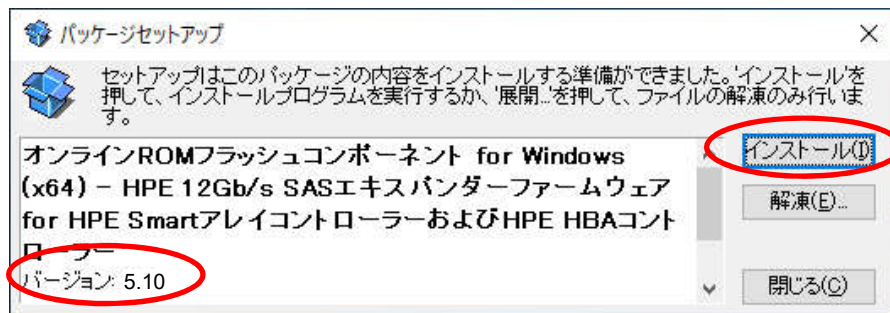 パッケージセットアップ
セットアップはこのパッケージの内容をインストールする準備ができました。'インストール'を
押して、インストールプログラムを実行するか、'展開...'を押して、ファイルの解凍のみ行いま
す。
オンラインROMフラッシュコンポーネント for Windows
(x64) - HPE 12Gb/s SASエキスパンダーファームウェア
for HPE SmartアレイコントローラーおよびHPE HBAコント
ローラー
バージョン: 5.10
インストール(I)
解凍(E)...
閉じる(C)